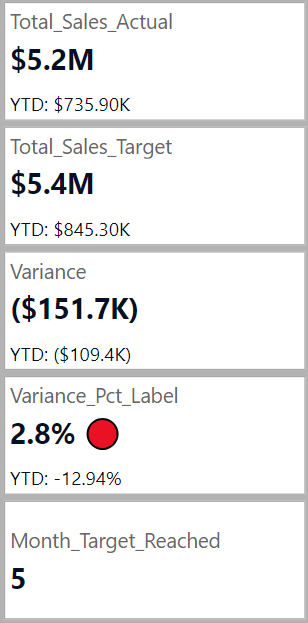 Total_Sales_Actual
$5.2M
YTD: $735.90K
Total_Sales_Target
$5.4M
YTD: $845.30K
Variance
($151.7K)
YTD: ($109.4K)
Variance_Pct_Label
2.8%
YTD: -12.94%
Month_Target_Reached
5